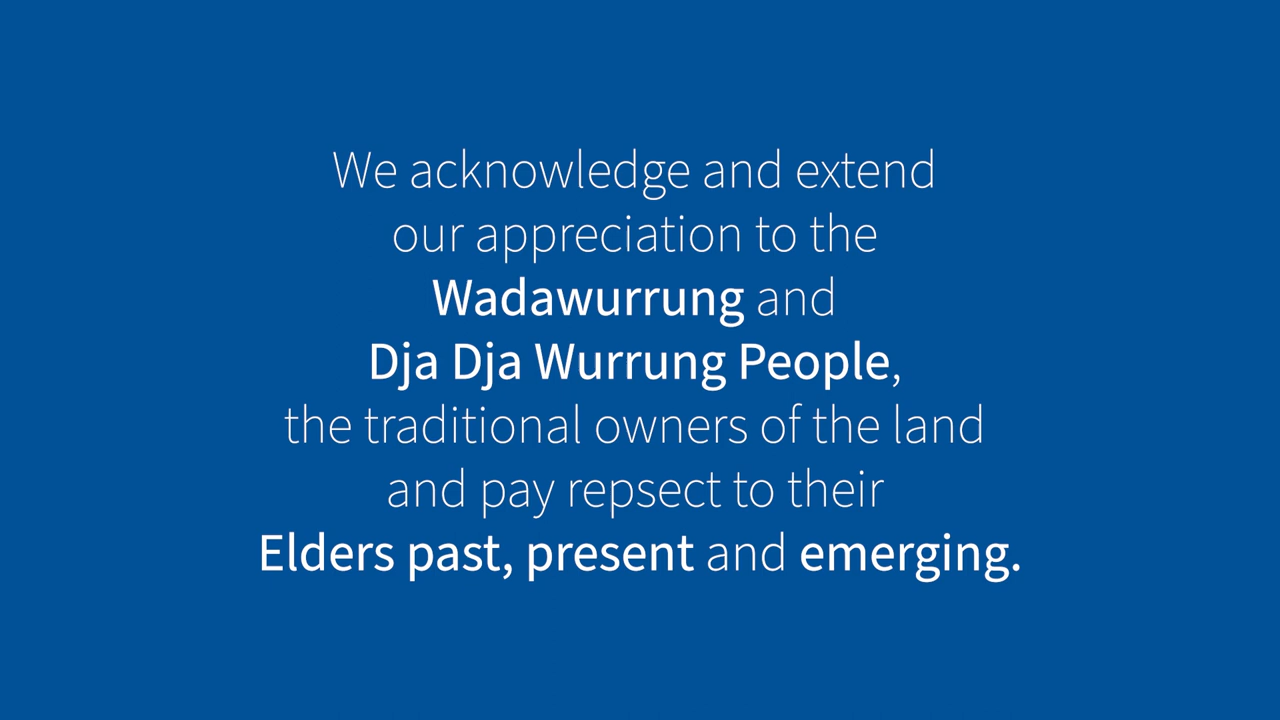 We acknowledge and extend
our appreciation to the
Wadawurrung and
Dja Dja Wurrung People,
the traditional owners of the land
and pay repsect to their
Elders past, present and emerging.